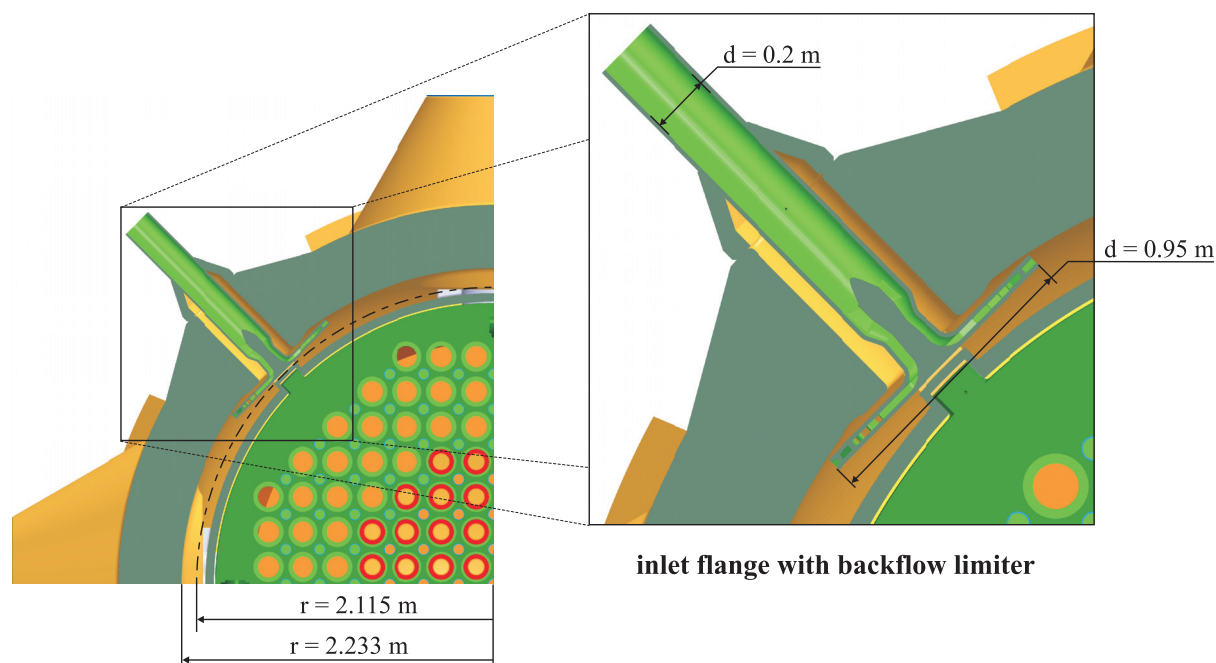 d = 0.2 m
d = 0.95 m
inlet flange with backflow limiter
r = 2.115 m
r = 2.233 m